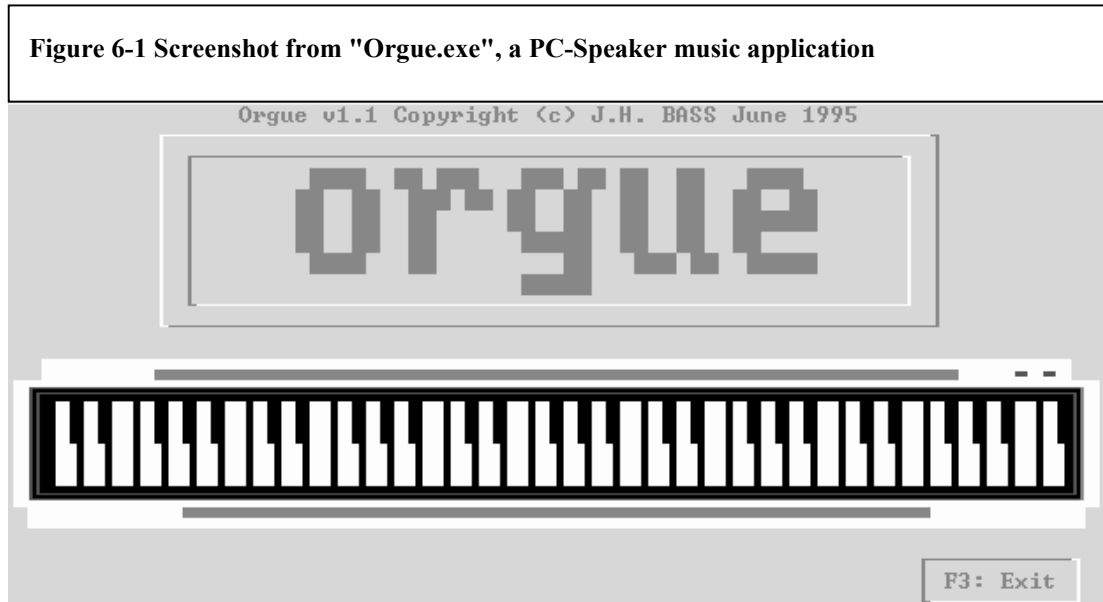 Figure 6-1 Screenshot from "Orgue.exe", a PC-Speaker music application
Orgue v1.1 Copyright (c) J.H. BASS June 1995
orgue
F3: Exit